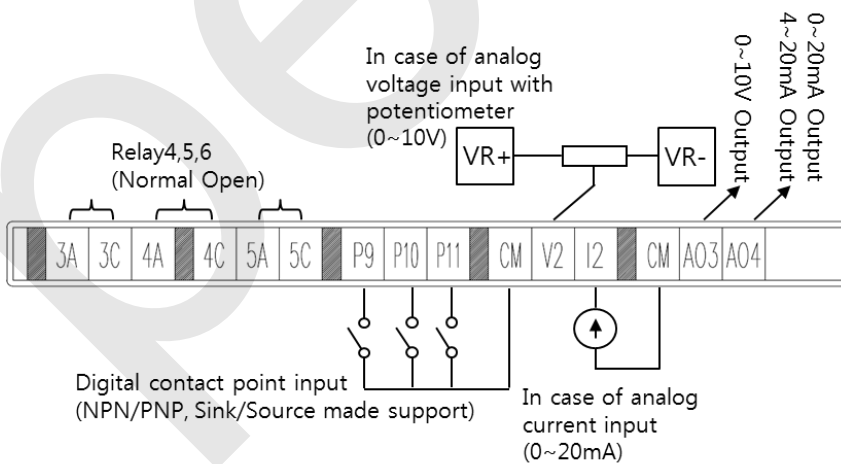 In case of analog
voltage input with
potentiometer
(0~10V)
VR+
VR-
0~10V Output
4~20mA Output
0~20mA Output
Relay4,5,6
(Normal Open)
3A 3C 4A 4C 5A 5C P9 P10 P11 CM V2 I2 CM AO3 AO4
Digital contact point input
(NPN/PNP, Sink/Source made support)
In case of analog
current input
(0~20mA)